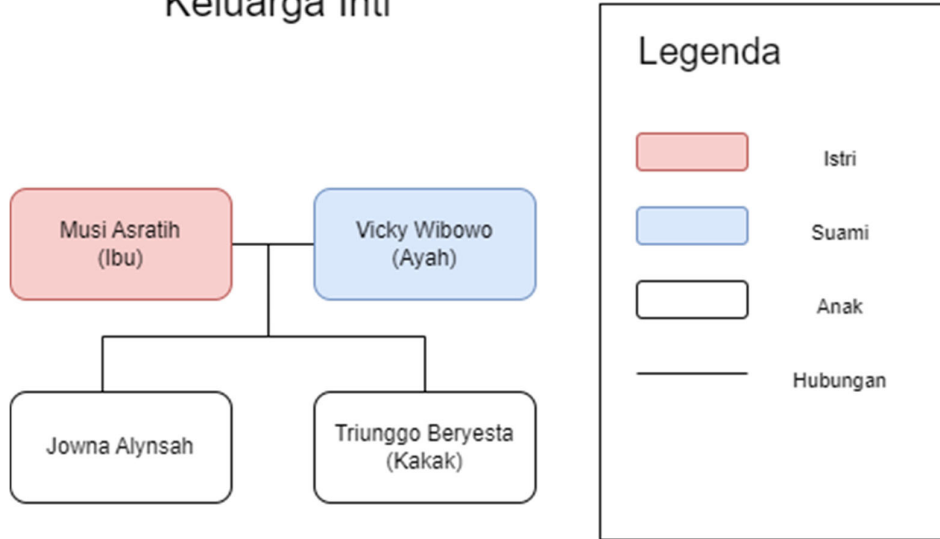 Keluarga Inti
Legenda
Istri
Musi Asratih
(Ibu)
Vicky Wibowo
(Ayah)
Suami
Anak
Hubungan
Jowna Alynsah
Triunggo Beryesta
(Kakak)